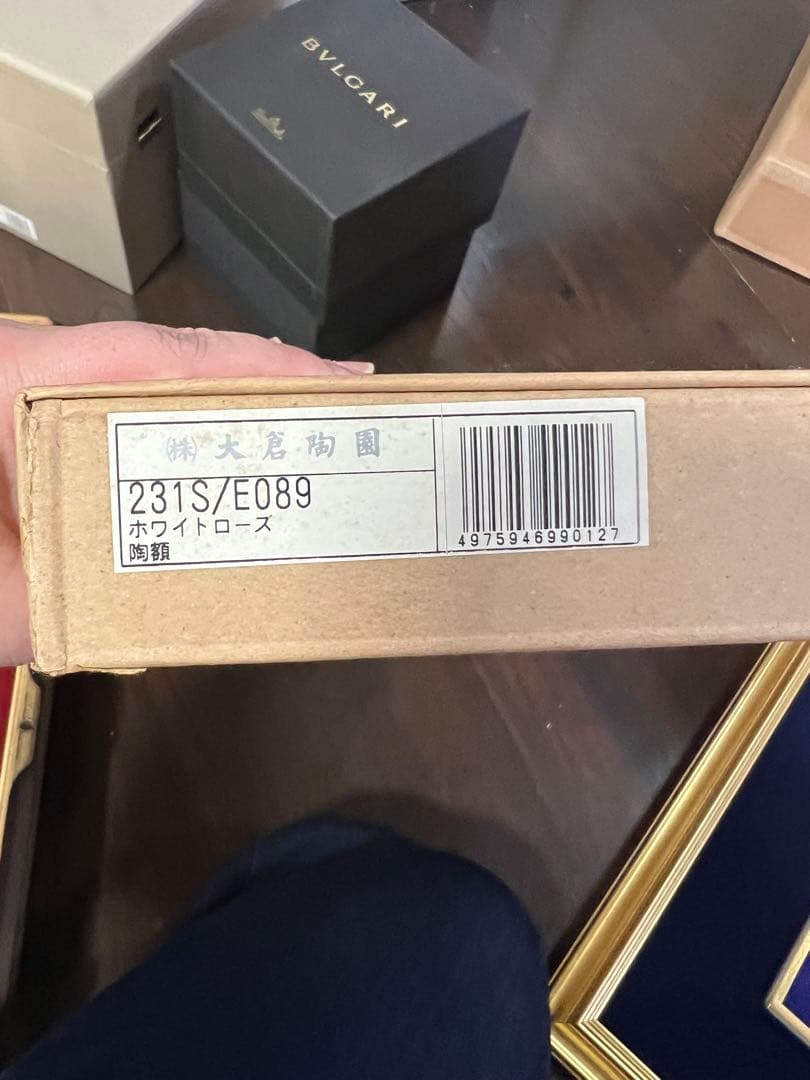 BVLGARI
㈱ 大倉陶園
231S/E089
ホワイトローズ
陶額
4975946990127